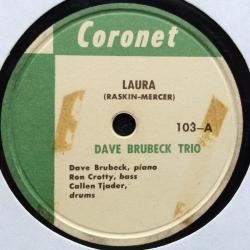 Coronet
LAURA
(RASKIN-MERCER)
103-A
DAVE BRUBECK TRIO
Dave Brubeck, piano
Ron Crotty, bass
Callen Tjader,
drums